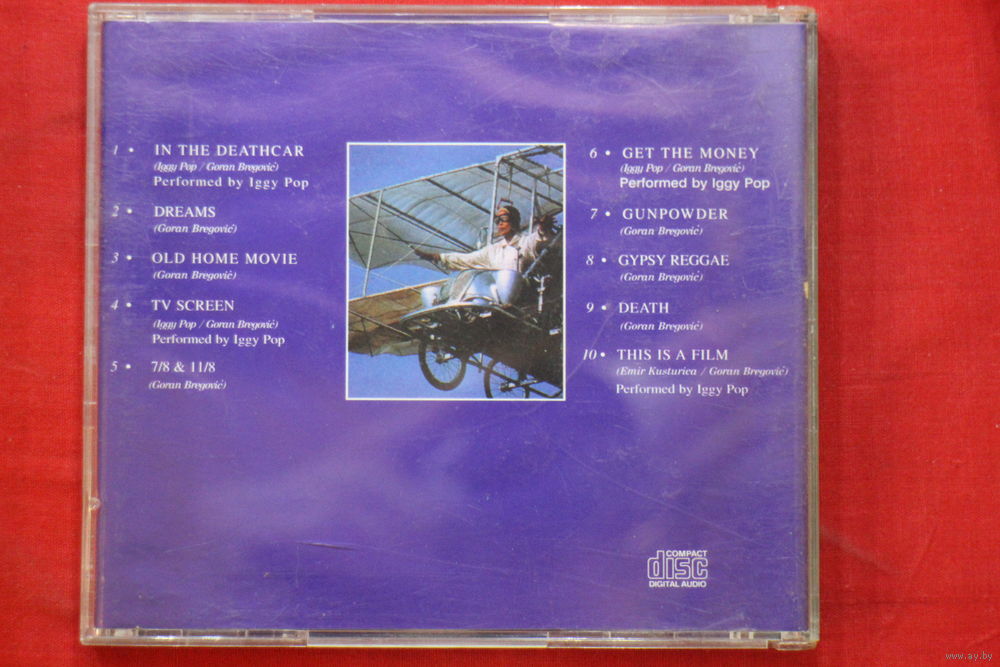 1 • IN THE DEATHCAR
(Iggy Pop / Goran Bregović)
Performed by Iggy Pop
2 • DREAMS
(Goran Bregović)
3 • OLD HOME MOVIE
(Goran Bregović)
4 • TV SCREEN
(Iggy Pop / Goran Bregović)
Performed by Iggy Pop
5 • 7/8 & 11/8
(Goran Bregović)
6 • GET THE MONEY
(Iggy Pop / Goran Bregović)
Performed by Iggy Pop
7 • GUNPOWDER
(Goran Bregović)
8 • GYPSY REGGAE
(Goran Bregović)
9 • DEATH
(Goran Bregović)
10 • THIS IS A FILM
(Emir Kusturica / Goran Bregović)
Performed by Iggy Pop
COMPACT
disc
DIGITAL AUDIO
www.ay.by